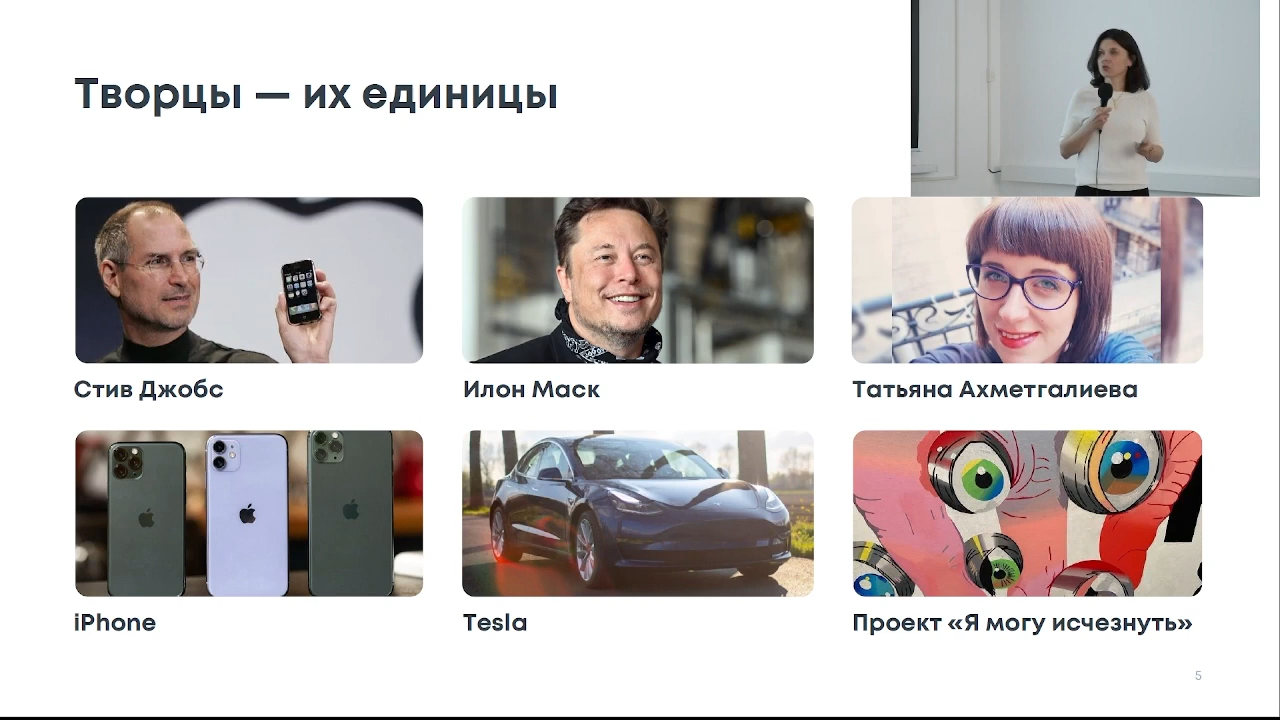 Творцы — их единицы
Стив Джобс
Илон Маск
Татьяна Ахметгалиева
iPhone
Tesla
Проект «Я могу исчезнуть»
5